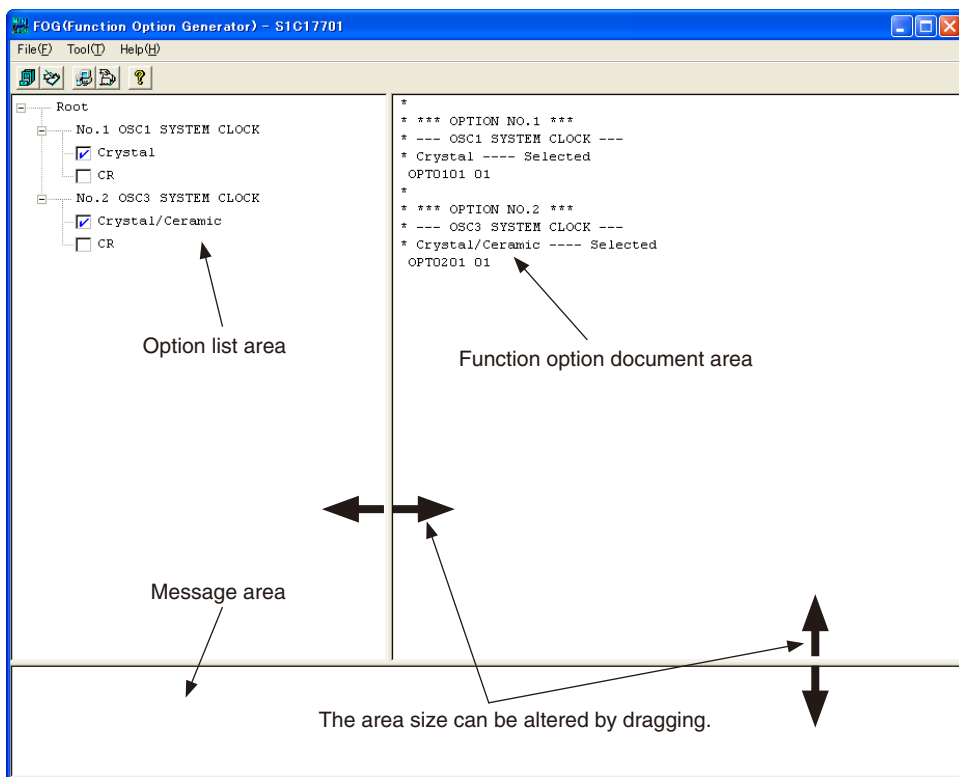 FOG(Function Option Generator) - S1C17701
File(F) Tool(T) Help(H)
Root
No.1 OSC1 SYSTEM CLOCK
Crystal
CR
No.2 OSC3 SYSTEM CLOCK
Crystal/Ceramic
CR
Option list area
*
* *** OPTION NO.1 ***
* --- OSC1 SYSTEM CLOCK ---
* Crystal ---- Selected
OPT0101 01
*
* *** OPTION NO.2 ***
* --- OSC3 SYSTEM CLOCK ---
* Crystal/Ceramic ---- Selected
OPT0201 01
Function option document area
Message area
The area size can be altered by dragging.